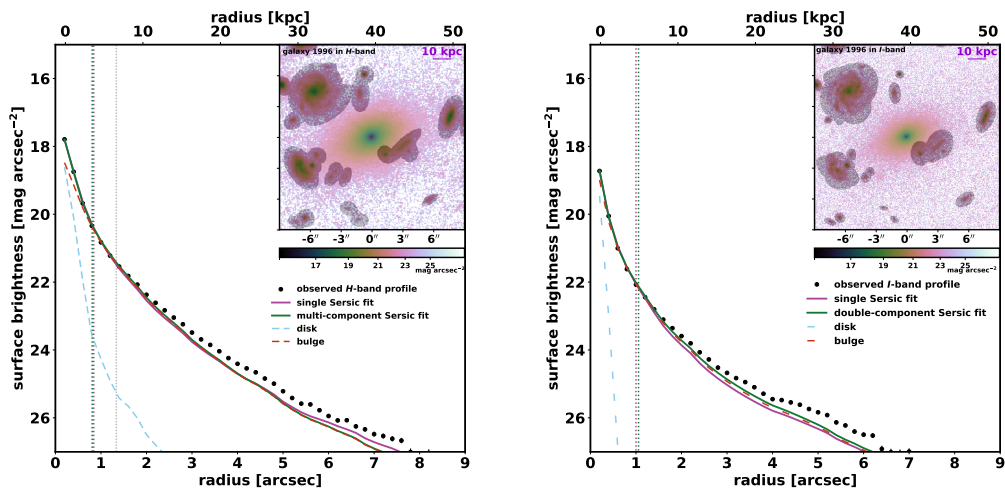 radius [kpc]
0 10 20 30 40 50
surface brightness [mag arcsec⁻²]
16
18
20
22
24
26
galaxy 1996 in H-band
10 kpc
-6″ -3″ 0″ 3″ 6″
17 19 21 23 25
mag arcsec⁻²
observed H-band profile
single Sersic fit
multi-component Sersic fit
disk
bulge
0 1 2 3 4 5 6 7 8 9
radius [arcsec]
radius [kpc]
0 10 20 30 40 50
surface brightness [mag arcsec⁻²]
16
18
20
22
24
26
galaxy 1996 in I-band
10 kpc
-6″ -3″ 0″ 3″ 6″
17 19 21 23 25
mag arcsec⁻²
observed I-band profile
single Sersic fit
double-component Sersic fit
disk
bulge
0 1 2 3 4 5 6 7 8 9
radius [arcsec]